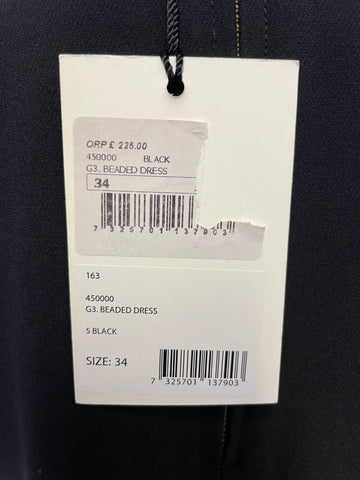 ORP £ 225.00
450000 BLACK
G3. BEADED DRESS
34
7 325701 137903
163
450000
G3. BEADED DRESS
5 BLACK
SIZE: 34
7 325701 137903